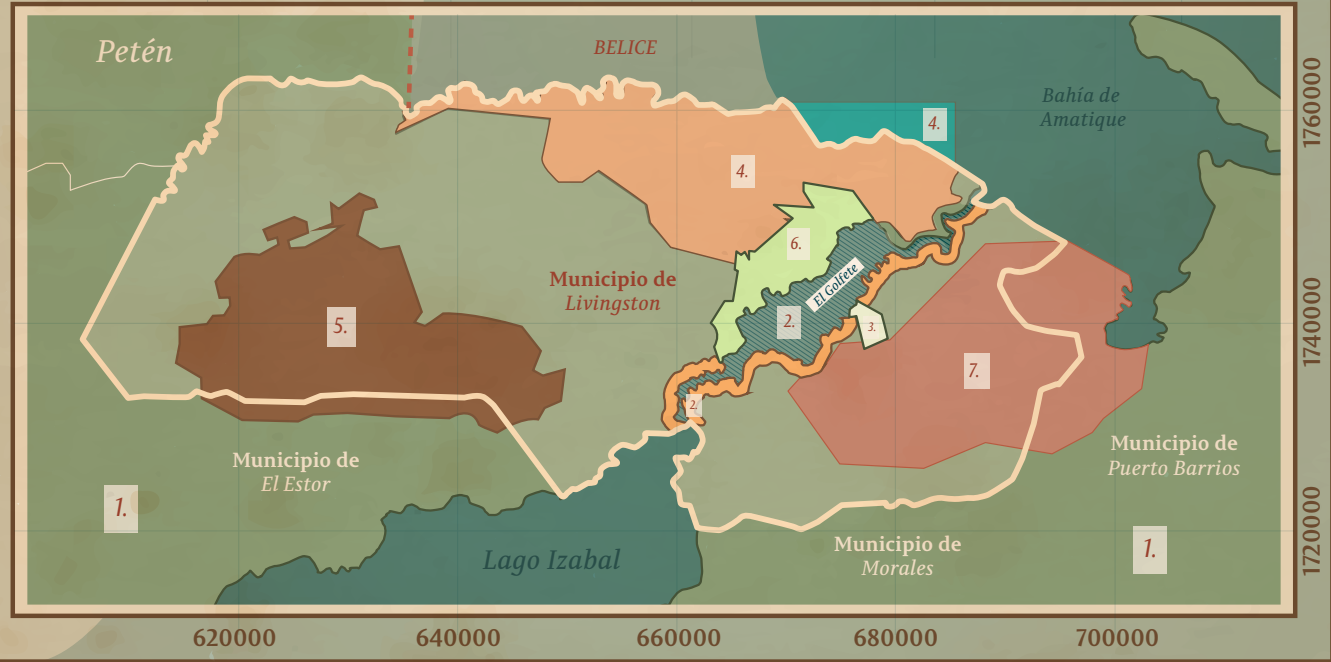 Petén
BELICE
Bahía de
Amatique
4.
4.
6.
Municipio de
Livingston
El Golfete
2.
3.
5.
7.
2.
Municipio de
El Estor
Municipio de
Puerto Barrios
1.
Lago Izabal
Municipio de
Morales
1.
1760000
1740000
1720000
620000
640000
660000
680000
700000